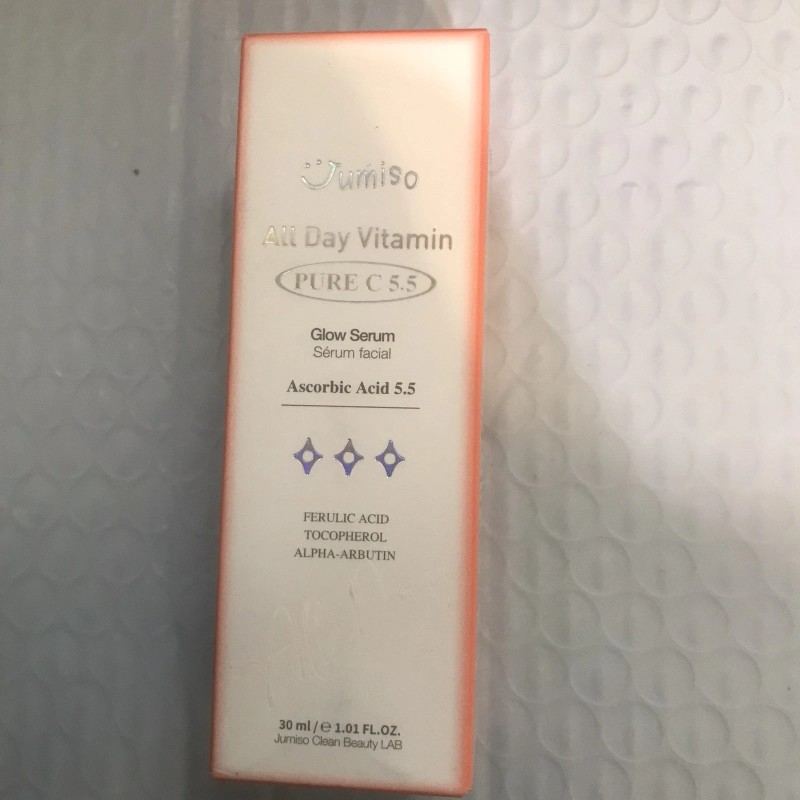 Jumiso
All Day Vitamin
PURE C 5.5
Glow Serum
Sérum facial
Ascorbic Acid 5.5
FERULIC ACID
TOCOPHEROL
ALPHA-ARBUTIN
30 ml / ℮ 1.01 FL.OZ.
Jumiso Clean Beauty LAB